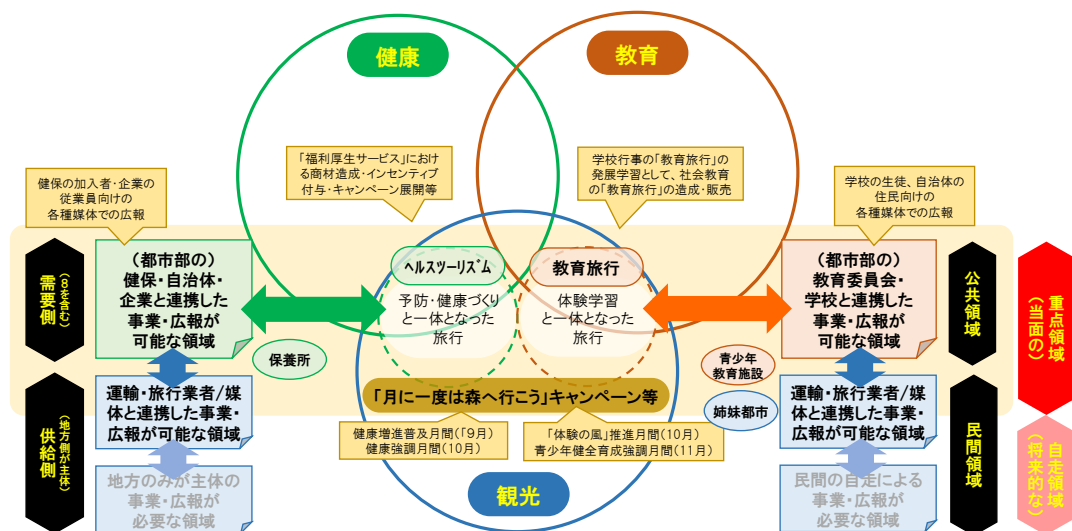 健康
教育
「福利厚生サービス」におけ
る商材造成・インセンティブ
付与・キャンペーン展開等
学校行事の「教育旅行」の
発展学習として、社会教育
の「教育旅行」の造成・販売
健保の加入者・企業の
従業員向けの
各種媒体での広報
学校の生徒、自治体の
住民向けの
各種媒体での広報
需要側
(8を含む)
(都市部の)
健保・自治体・
企業と連携した
事業・広報が
可能な領域
ヘルスツーリズム
予防・健康づくり
と一体となった
旅行
教育旅行
体験学習
と一体となった
旅行
(都市部の)
教育委員会・
学校と連携した
事業・広報が
可能な領域
公共領域
重点領域
(当面の)
保養所
青少年
教育施設
姉妹都市
供給側
(地方側が主体)
運輸・旅行業者/媒
体と連携した事業・
広報が可能な領域
「月に一度は森へ行こう」キャンペーン等
健康増進普及月間(「9月)
健康強調月間(10月)
「体験の風」推進月間(10月)
青少年健全育成強調月間(11月)
運輸・旅行業者/媒
体と連携した事業・
広報が可能な領域
民間領域
自走領域
(将来的な)
地方のみが主体の
事業・広報が
必要な領域
観光
民間の自走による
事業・広報が
必要な領域